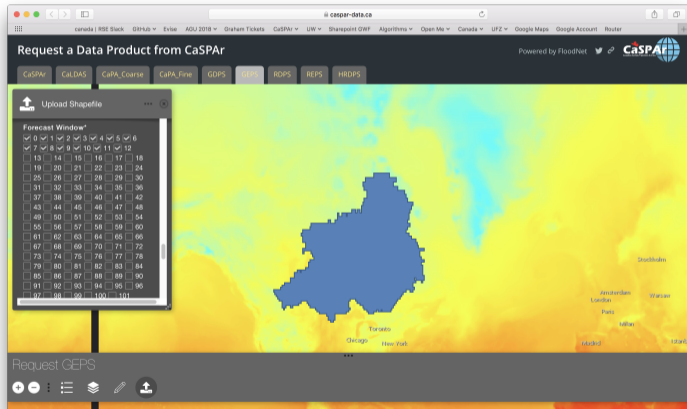 caspar-data.ca
canada | RSE Slack GitHub Evise AGU 2018 Graham Tickets CaSPAr UW Sharepoint GWF Algorithms Open Me Canada UFZ Google Maps Google Account Router
Request a Data Product from CaSPAr
Powered by FloodNet
CaSPAr
CaSPAr CaLDAS CaPA_Coarse CaPA_Fine GDPS GEPS RDPS REPS HRDPS
Upload Shapefile
Forecast Window*
0 1 2 3 4 5 6
7 8 9 10 11 12
13 14 15 16 17 18
19 20 21 22 23 24
25 26 27 28 29 30
31 32 33 34 35 36
37 38 39 40 41 42
43 44 45 46 47 48
49 50 51 52 53 54
55 56 57 58 59 60
61 62 63 64 65 66
67 68 69 70 71 72
73 74 75 76 77 78
79 80 81 82 83 84
85 86 87 88 89 90
91 92 93 94 95 96
97 98 99 100 101
Stockholm
Amsterdam
London
Warsaw
Paris
Milan
Madrid
Istanb
Toronto
Chicago New York
Request GEPS